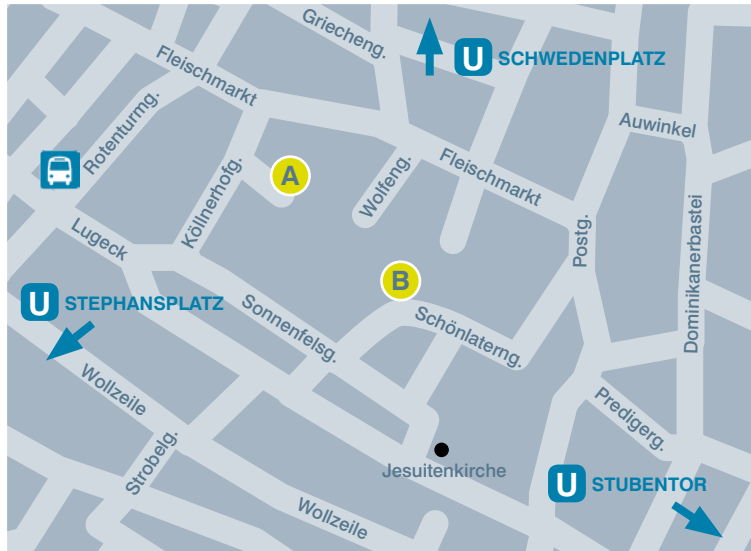 Griecheng.
U SCHWEDENPLATZ
Fleischmarkt
Rotenturmg.
Auwinkel
A
Fleischmarkt
Wolfeng.
Köllnerhofg.
Postg.
Lugeck
Dominikanerbastei
B
U STEPHANSPLATZ
Sonnenfelsg.
Schönlaterng.
Wollzeile
Predigerg.
Strobelg.
Jesuitenkirche
U STUBENTOR
Wollzeile